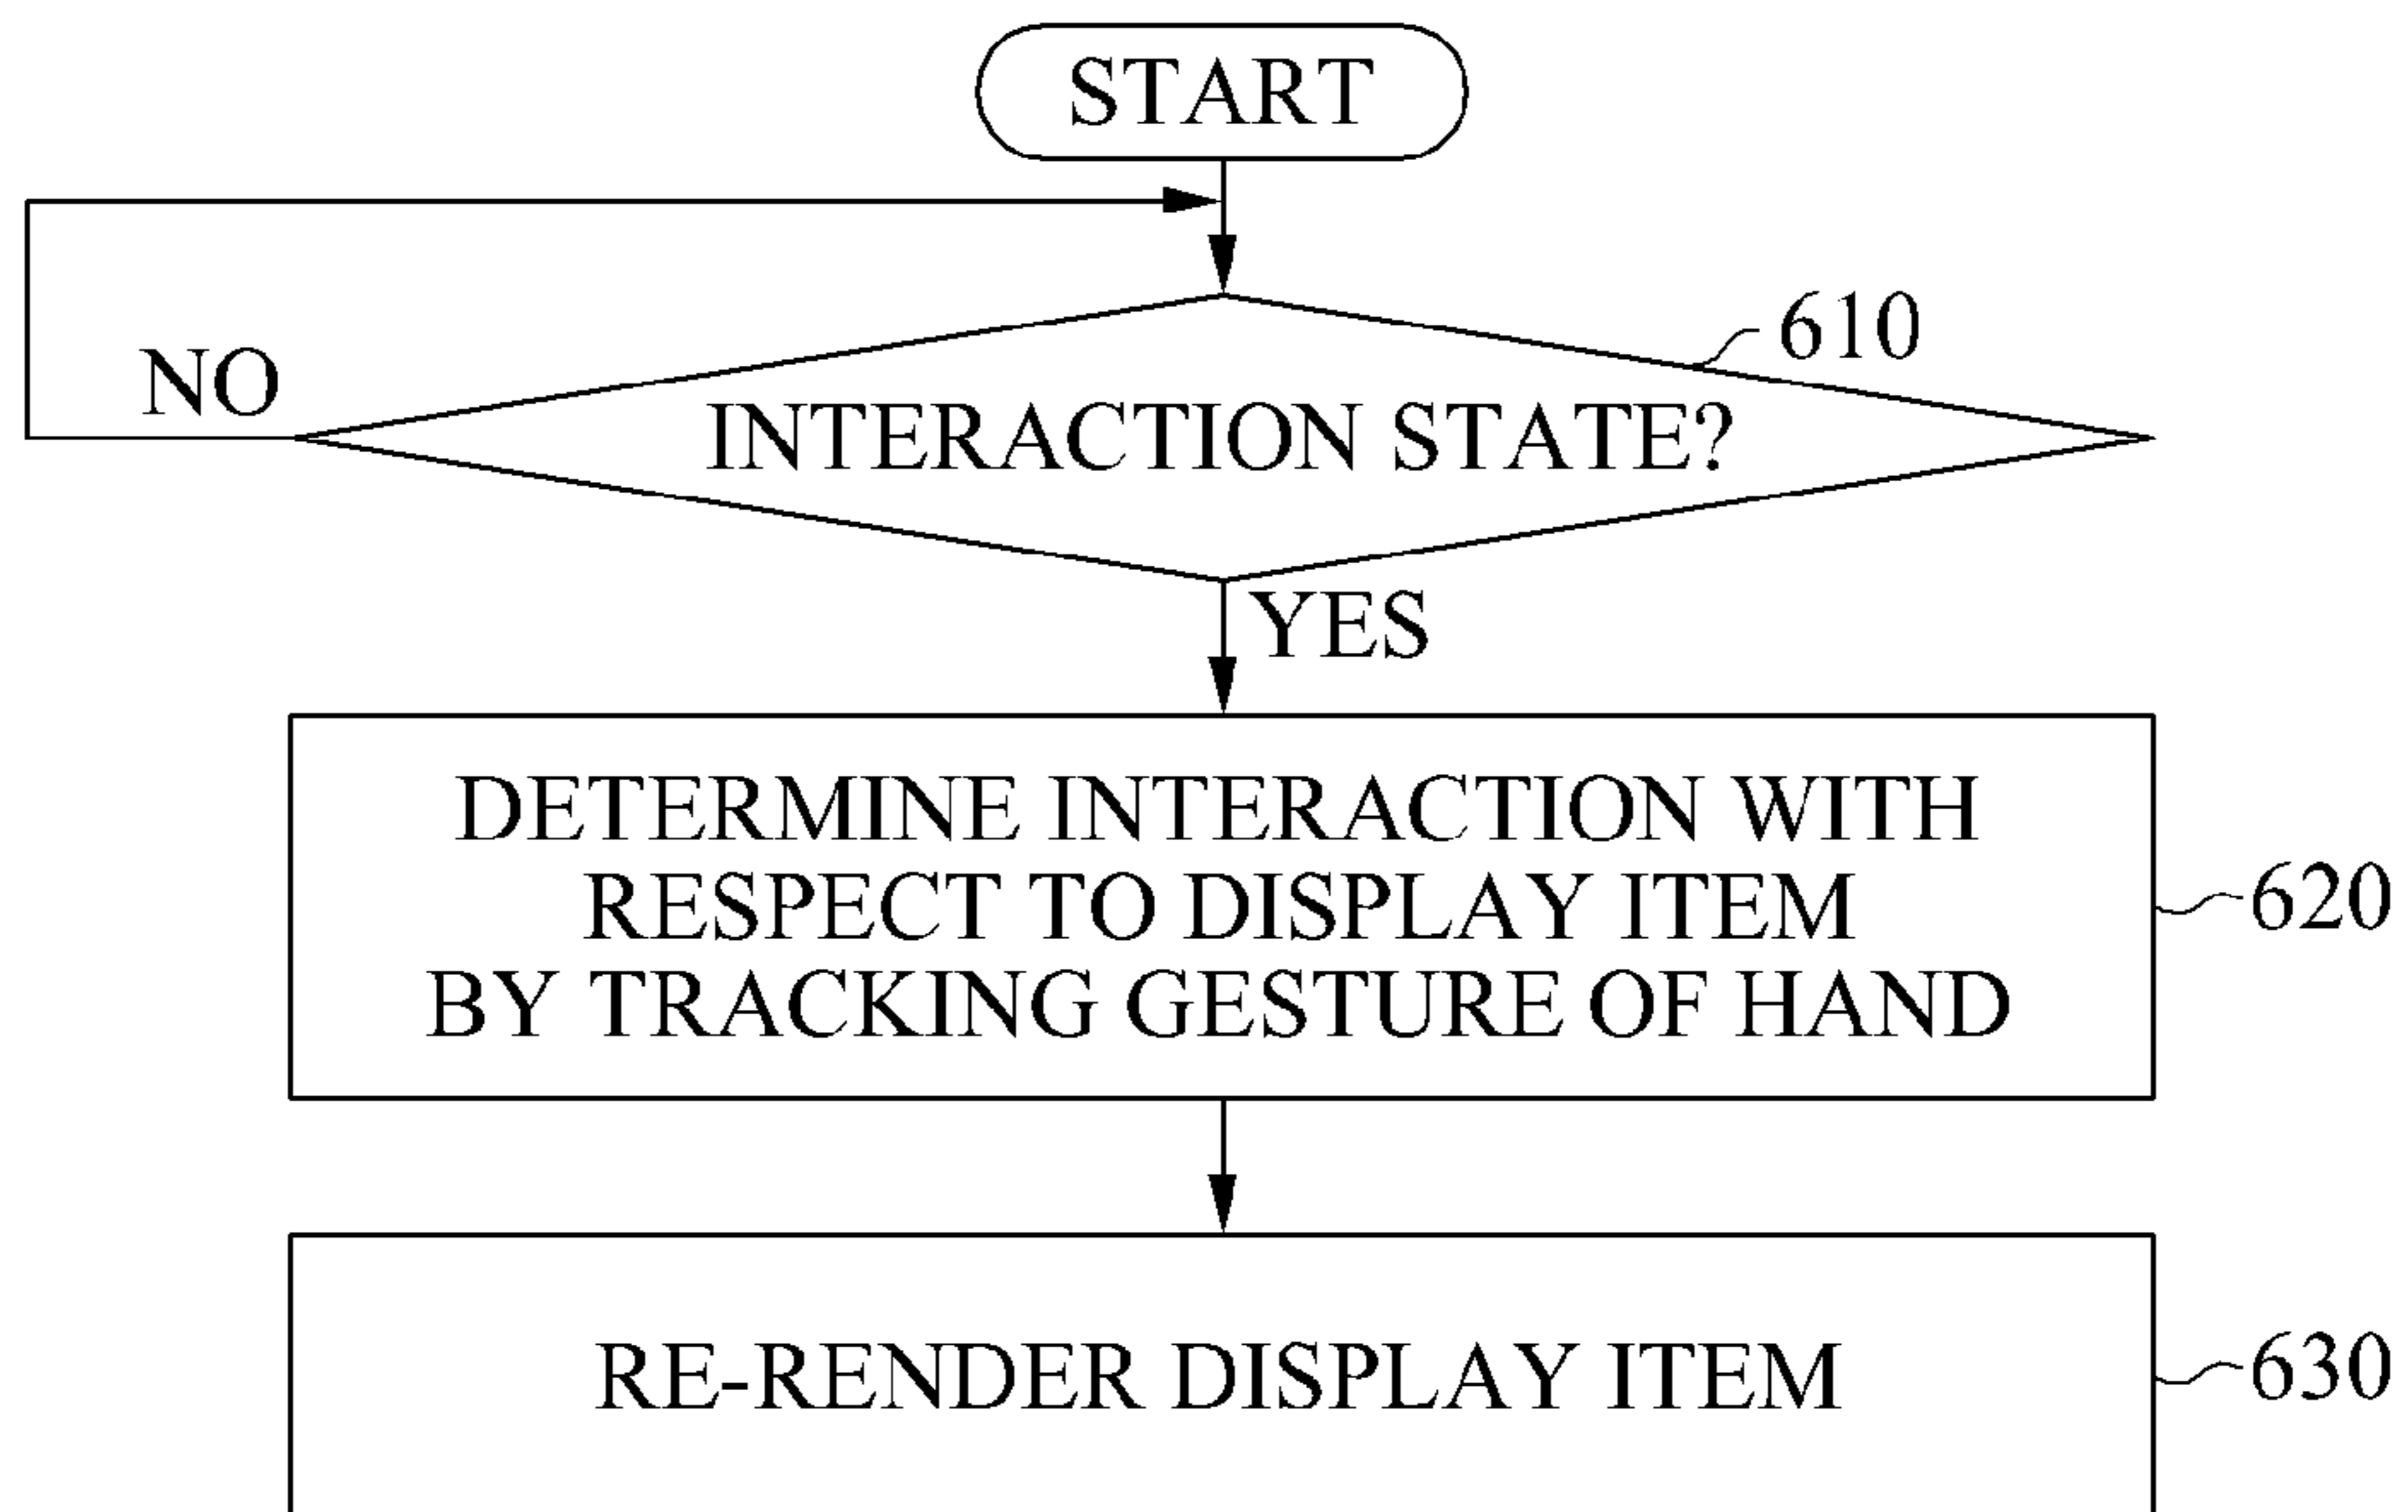 START
610
NO
INTERACTION STATE?
YES
DETERMINE INTERACTION WITH
RESPECT TO DISPLAY ITEM
BY TRACKING GESTURE OF HAND
620
RE-RENDER DISPLAY ITEM
630